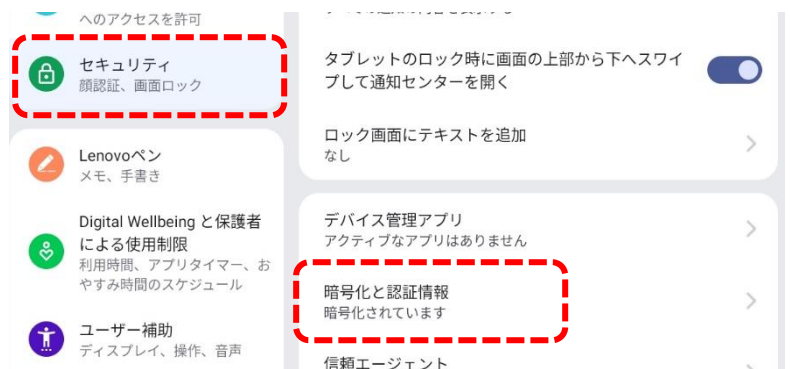 へのアクセスを許可
セキュリティ
顔認証、画面ロック
Lenovoペン
メモ、手書き
Digital Wellbeing と保護者
による使用制限
利用時間、アプリタイマー、お
やすみ時間のスケジュール
ユーザー補助
ディスプレイ、操作、音声
タブレットのロック時に画面の上部から下へスワイ
プして通知センターを開く
ロック画面にテキストを追加
なし
デバイス管理アプリ
アクティブなアプリはありません
暗号化と認証情報
暗号化されています
信頼エージェント